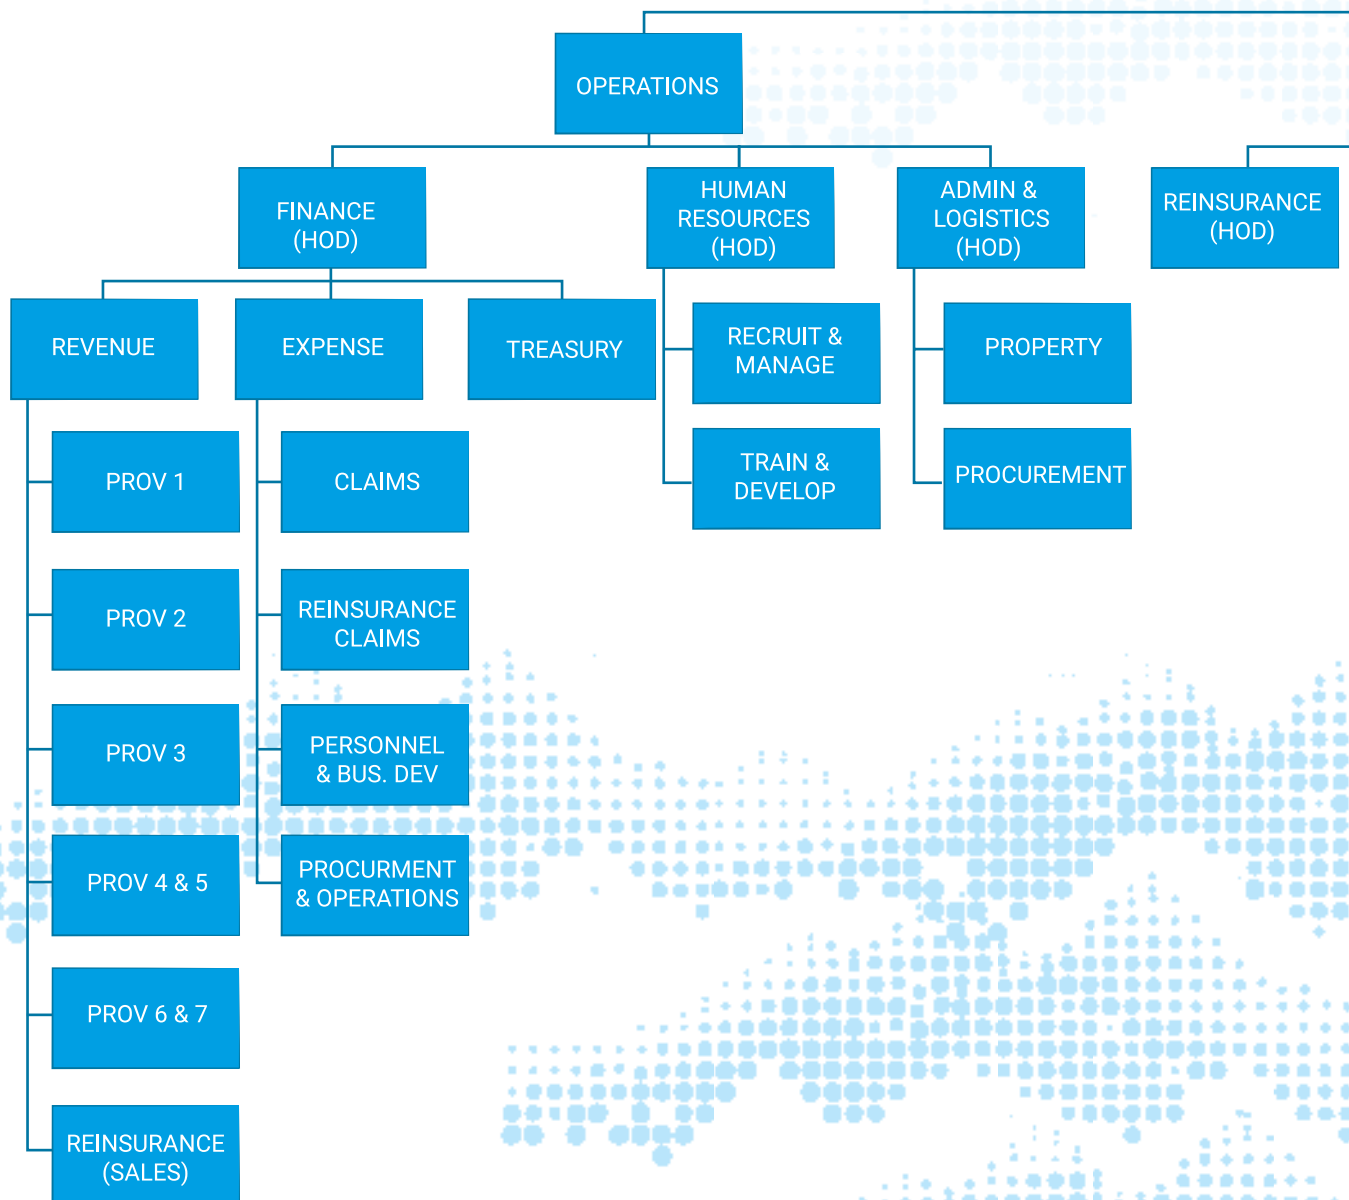 OPERATIONS
FINANCE
(HOD)
HUMAN
RESOURCES
(HOD)
ADMIN &
LOGISTICS
(HOD)
REINSURANCE
(HOD)
REVENUE
EXPENSE
TREASURY
RECRUIT &
MANAGE
PROPERTY
PROV 1
CLAIMS
TRAIN &
DEVELOP
PROCUREMENT
PROV 2
REINSURANCE
CLAIMS
PROV 3
PERSONNEL
& BUS. DEV
PROV 4 & 5
PROCURMENT
& OPERATIONS
PROV 6 & 7
REINSURANCE
(SALES)